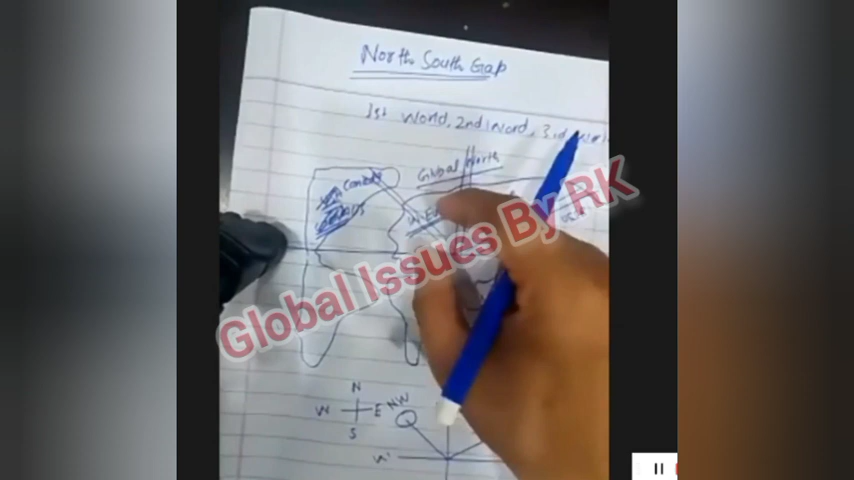 North South Gap
1st World, 2nd World, 3rd
Canada
Global North
W.E
Global Issues By RK
N
W E NW
S
W